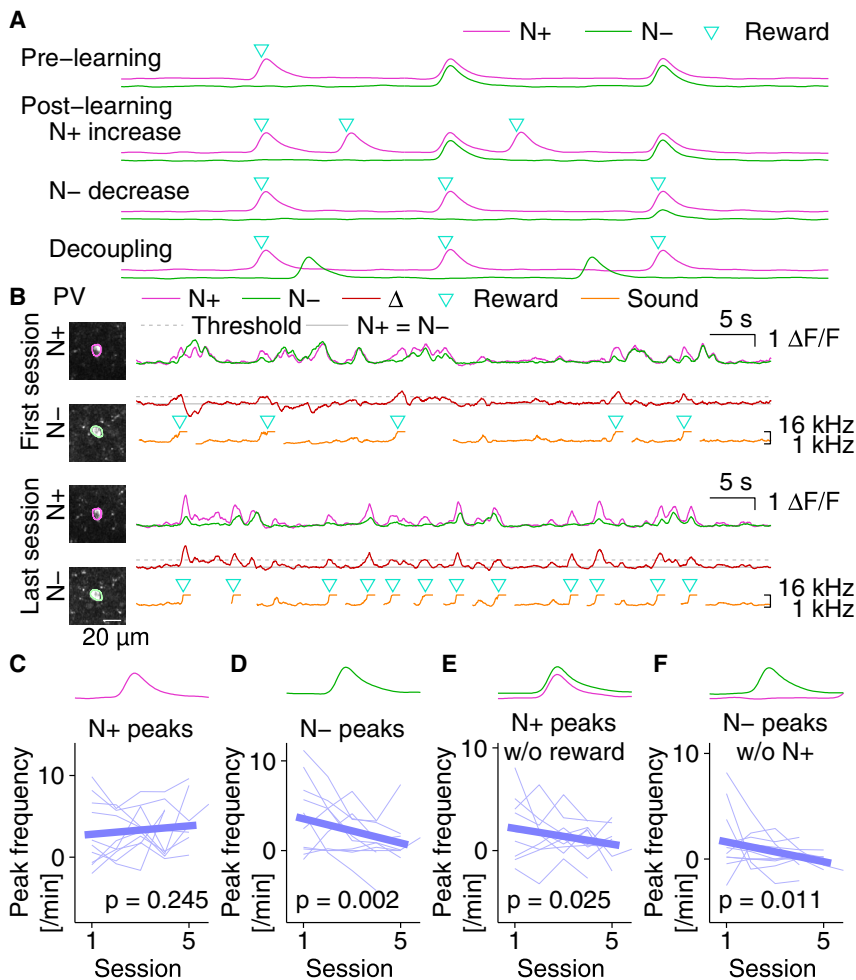 A
N+ N− Reward
Pre−learning
Post−learning
N+ increase
N− decrease
Decoupling
B PV N+ N− Δ Reward Sound
Threshold N+ = N−
First session
N+
N−
5 s
1 ΔF/F
16 kHz
1 kHz
Last session
N+
N−
5 s
1 ΔF/F
16 kHz
1 kHz
20 µm
C
N+ peaks
Peak frequency
[/min]
10
0
p = 0.245
1 5
Session
D
N− peaks
Peak frequency
[/min]
10
0
p = 0.002
1 5
Session
E
N+ peaks
w/o reward
Peak frequency
[/min]
10
0
p = 0.025
1 5
Session
F
N− peaks
w/o N+
Peak frequency
[/min]
10
0
p = 0.011
1 5
Session